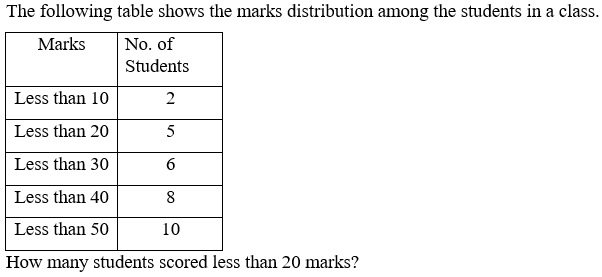 The following table shows the marks distribution among the students in a class.
Marks No. of
Students
Less than 10 2
Less than 20 5
Less than 30 6
Less than 40 8
Less than 50 10
How many students scored less than 20 marks?